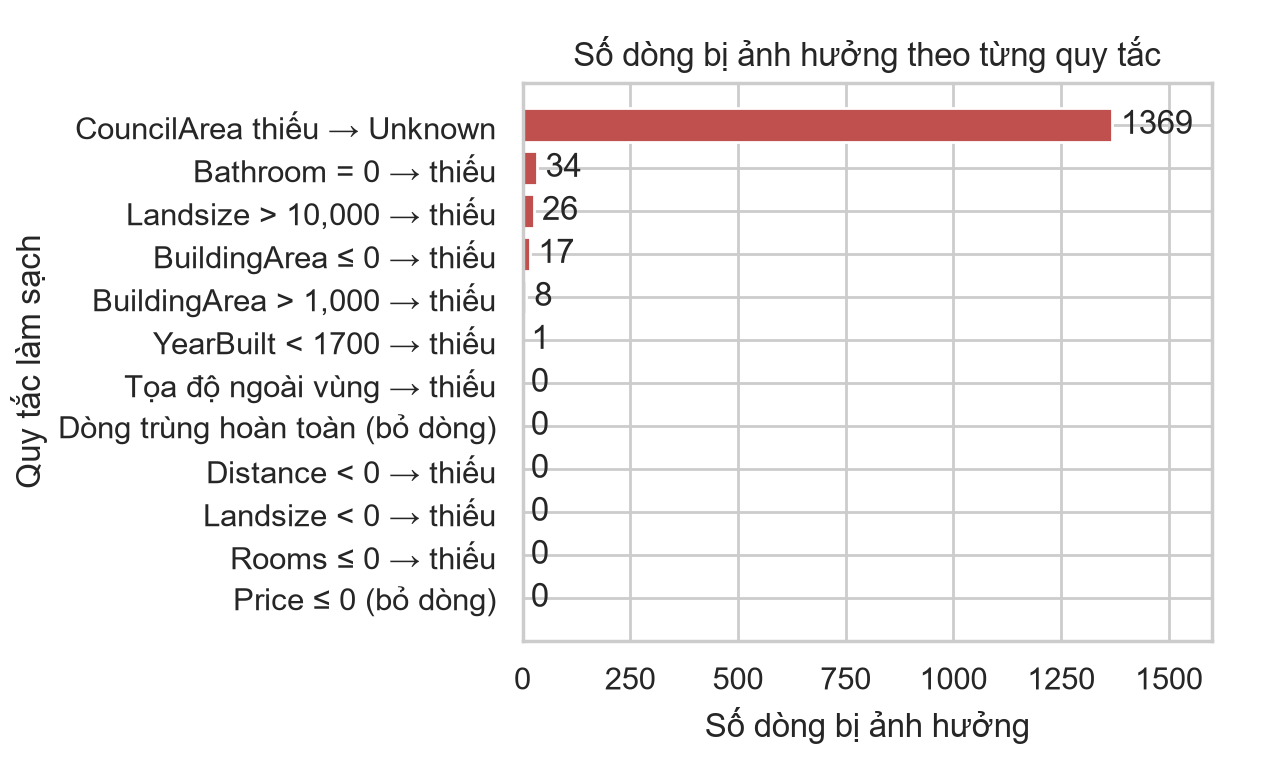 Số dòng bị ảnh hưởng theo từng quy tắc
Quy tắc làm sạch
CouncilArea thiếu → Unknown 1369
Bathroom = 0 → thiếu 34
Landsize > 10,000 → thiếu 26
BuildingArea ≤ 0 → thiếu 17
BuildingArea > 1,000 → thiếu 8
YearBuilt < 1700 → thiếu 1
Tọa độ ngoài vùng → thiếu 0
Dòng trùng hoàn toàn (bỏ dòng) 0
Distance < 0 → thiếu 0
Landsize < 0 → thiếu 0
Rooms ≤ 0 → thiếu 0
Price ≤ 0 (bỏ dòng) 0
0 250 500 750 1000 1250 1500
Số dòng bị ảnh hưởng